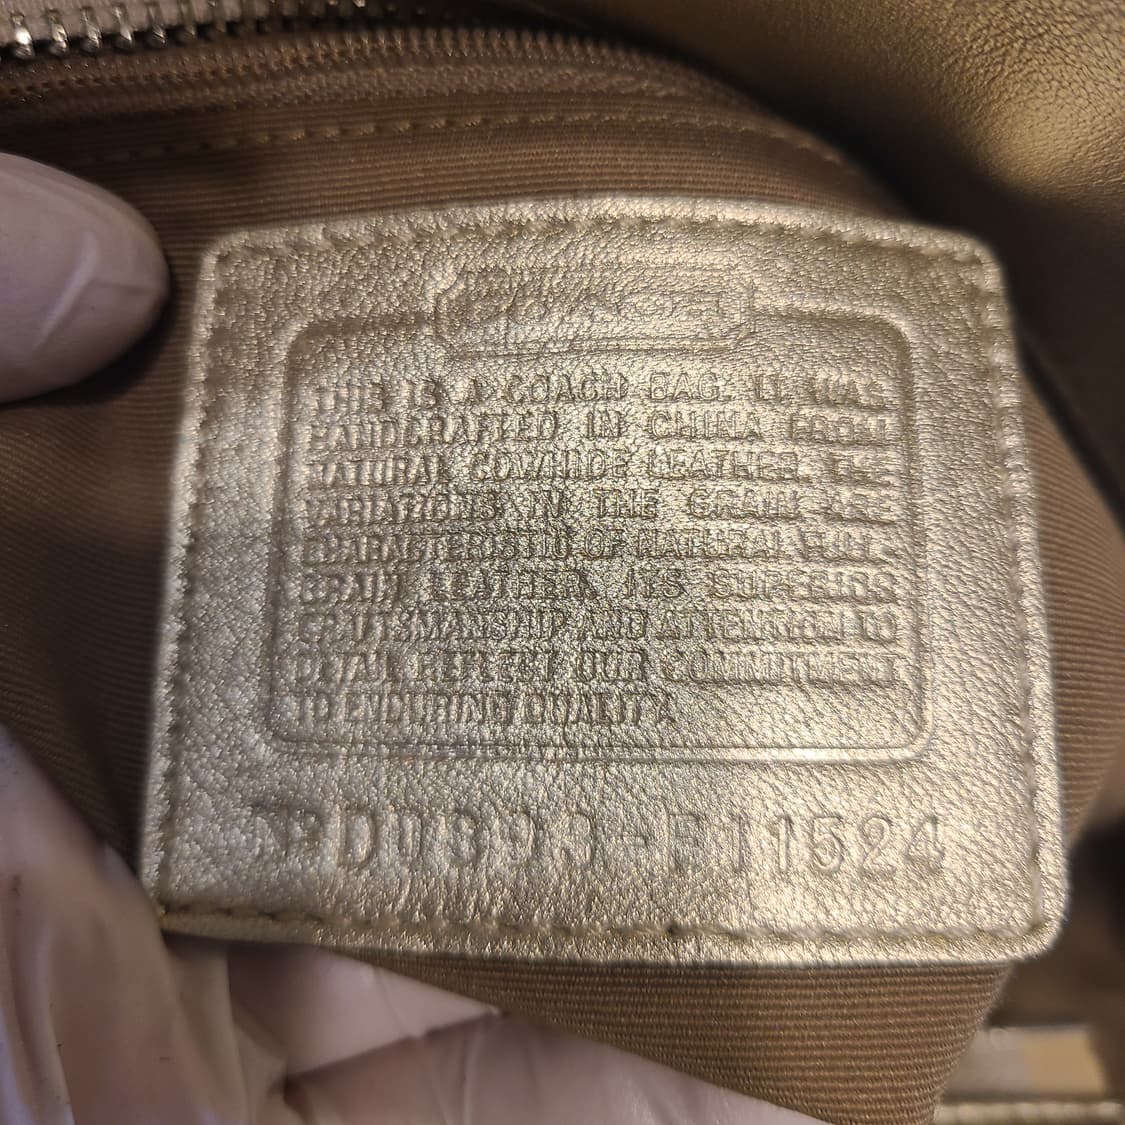 Coach
THIS IS A COACH BAG. IT WAS
HANDCRAFTED IN CHINA FROM
NATURAL COWHIDE LEATHER. THE
VARIATIONS IN THE GRAIN ARE
CHARACTERISTIC OF NATURAL FULL-
GRAIN LEATHER. ITS SUPERIOR
CRAFTSMANSHIP AND ATTENTION TO
DETAIL REFLECT OUR COMMITMENT
TO ENDURING QUALITY.